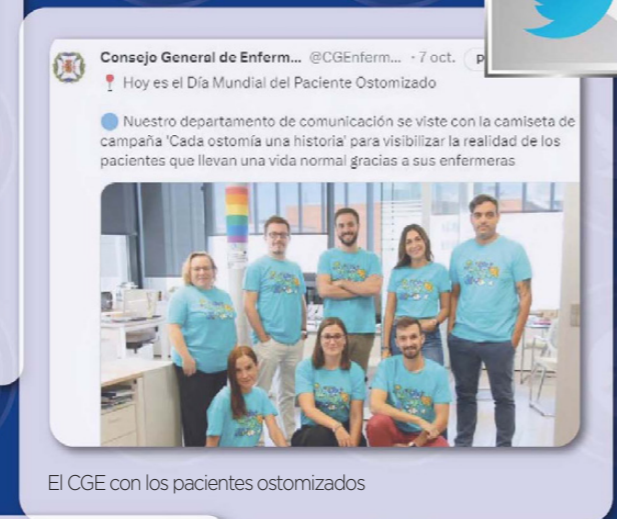 Consejo General de Enferm... @CGEnferm... · 7 oct.
Hoy es el Día Mundial del Paciente Ostomizado
Nuestro departamento de comunicación se viste con la camiseta de
campaña 'Cada ostomía una historia' para visibilizar la realidad de los
pacientes que llevan una vida normal gracias a sus enfermeras
El CGE con los pacientes ostomizados